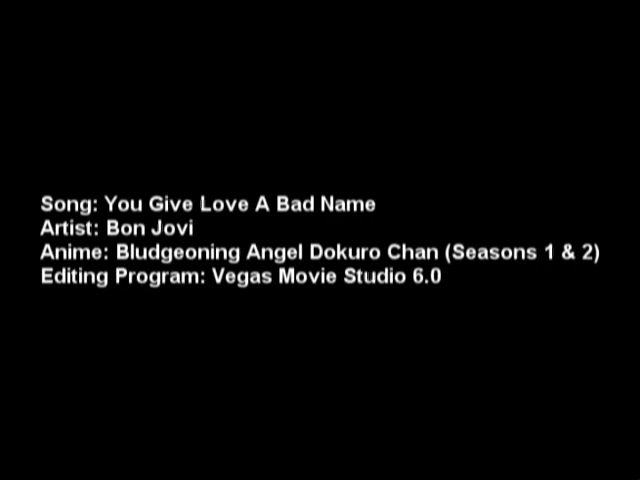 Song: You Give Love A Bad Name
Artist: Bon Jovi
Anime: Bludgeoning Angel Dokuro Chan (Seasons 1 & 2)
Editing Program: Vegas Movie Studio 6.0